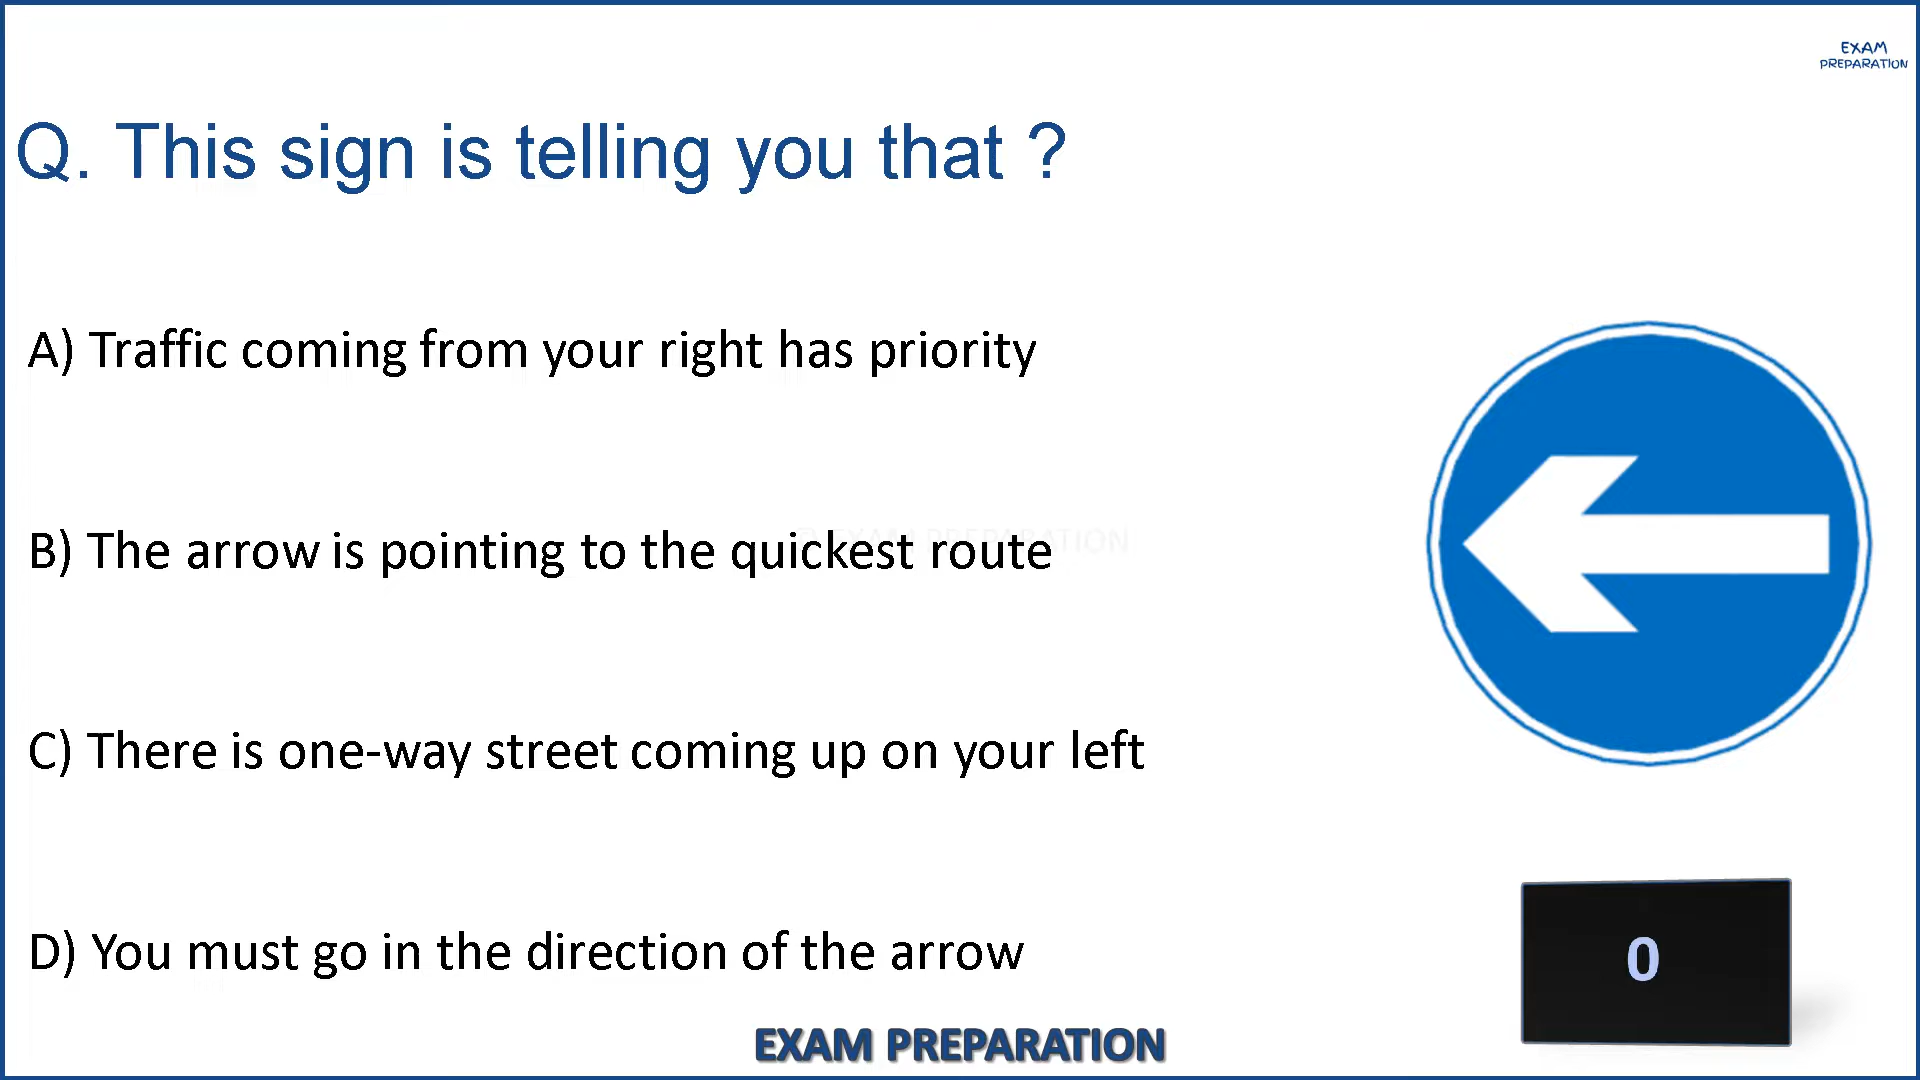 EXAM
PREPARATION
Q. This sign is telling you that ?
A) Traffic coming from your right has priority
B) The arrow is pointing to the quickest route
C) There is one-way street coming up on your left
D) You must go in the direction of the arrow
0
EXAM PREPARATION